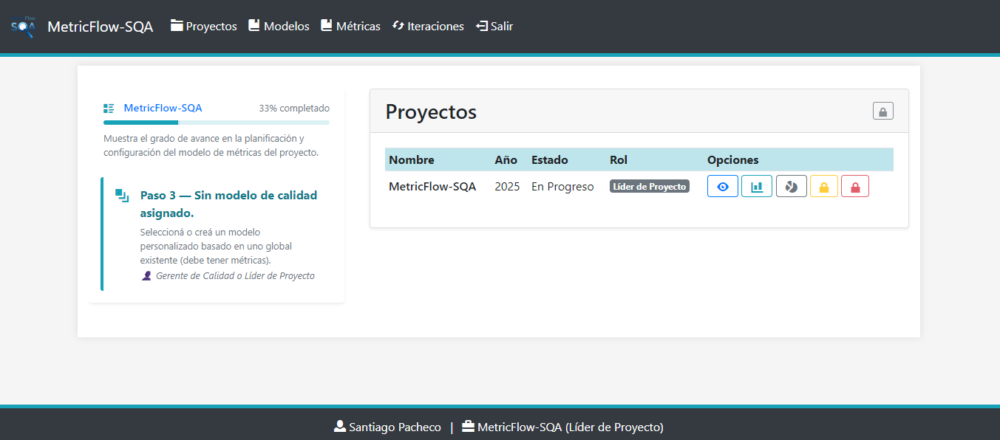 Flow
SQA
MetricFlow-SQA Proyectos Modelos Métricas Iteraciones Salir
MetricFlow-SQA 33% completado
Muestra el grado de avance en la planificación y
configuración del modelo de métricas del proyecto.
Paso 3 — Sin modelo de calidad
asignado.
Seleccioná o creá un modelo
personalizado basado en uno global
existente (debe tener métricas).
Gerente de Calidad o Líder de Proyecto
Proyectos
Nombre Año Estado Rol Opciones
MetricFlow-SQA 2025 En Progreso Líder de Proyecto
Santiago Pacheco | MetricFlow-SQA (Líder de Proyecto)